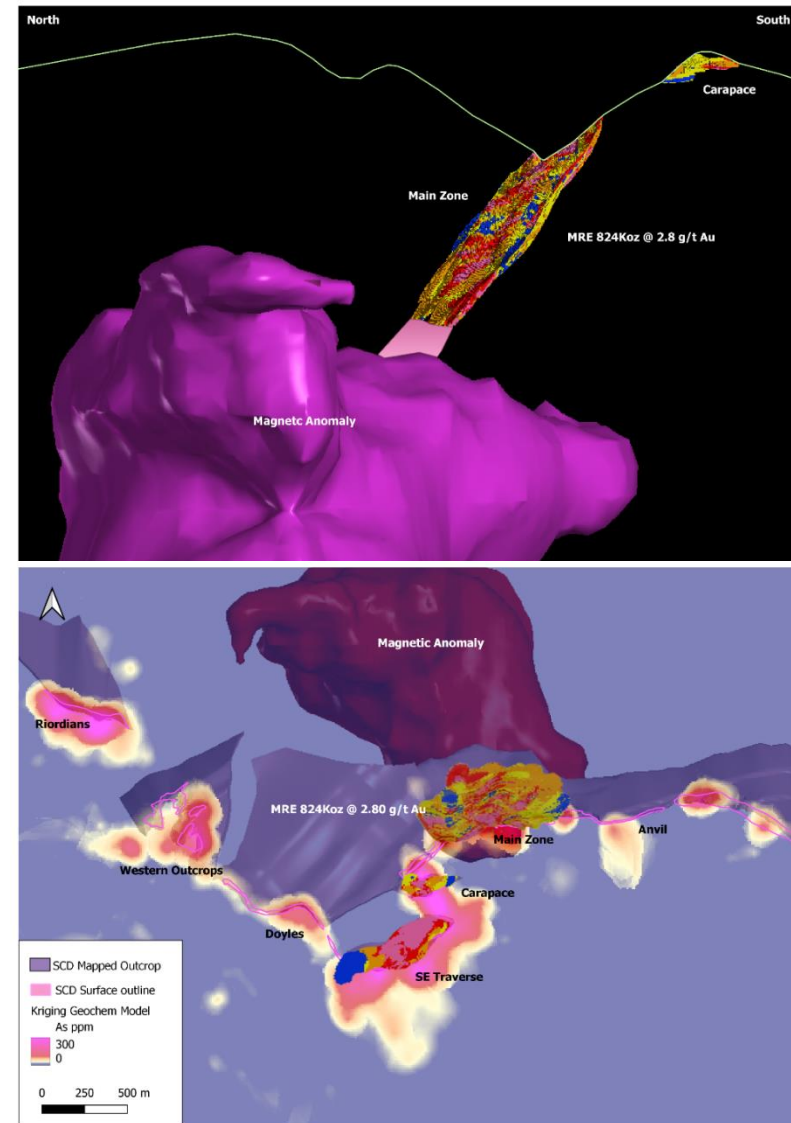 North
South
Carapace
Main Zone
MRE 824Koz @ 2.8 g/t Au
Magnetc Anomaly
Magnetic Anomaly
Riordians
MRE 824Koz @ 2.80 g/t Au
Main Zone
Anvil
Western Outcrops
Carapace
Doyles
SE Traverse
SCD Mapped Outcrop
SCD Surface outline
Kriging Geochem Model
As ppm
300
0
0 250 500 m